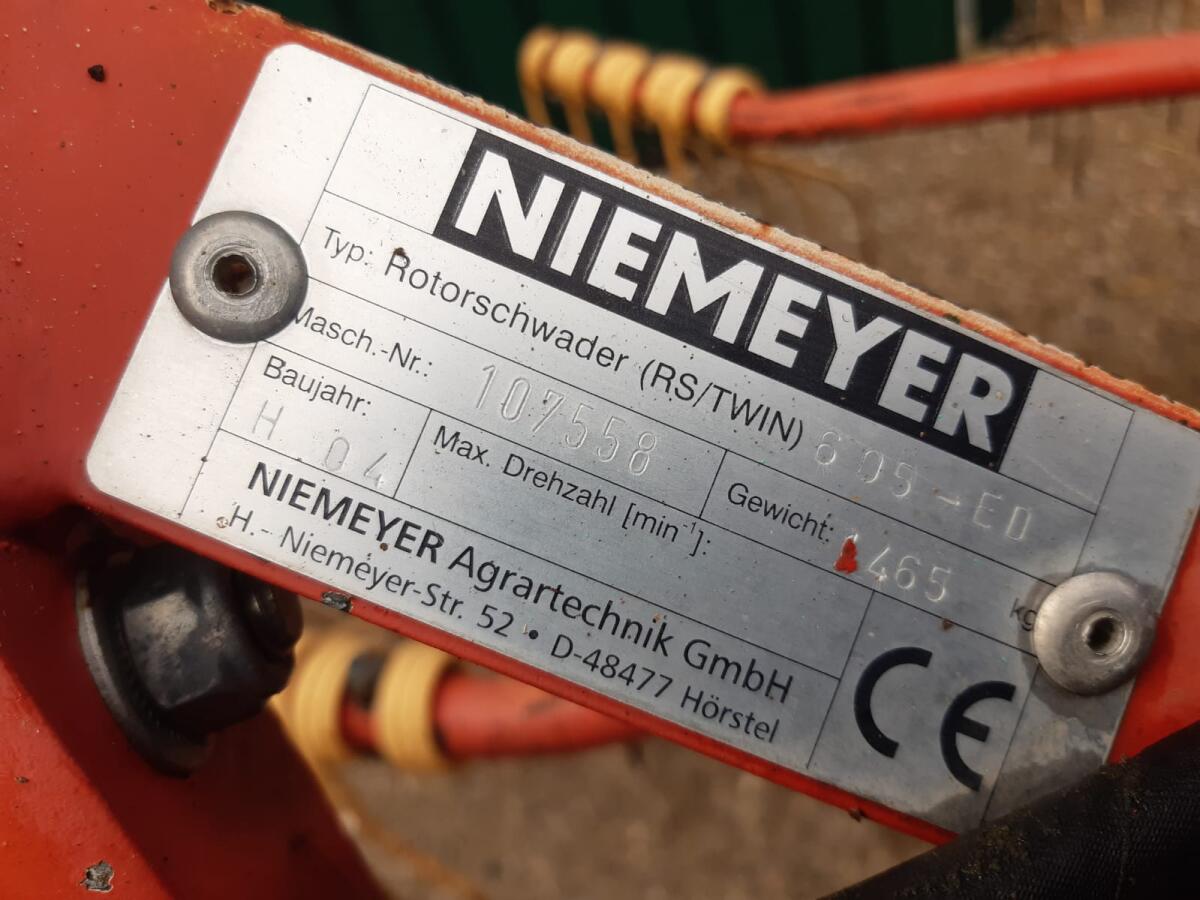 NIEMEYER
Typ: Rotorschwader (RS/TWIN) 605-ED
Masch.-Nr.: 107558
Gewicht: 1465 kg
Baujahr: H 04
Max. Drehzahl [min⁻¹]:
NIEMEYER Agrartechnik GmbH
H.- Niemeyer-Str. 52 • D-48477 Hörstel
CE